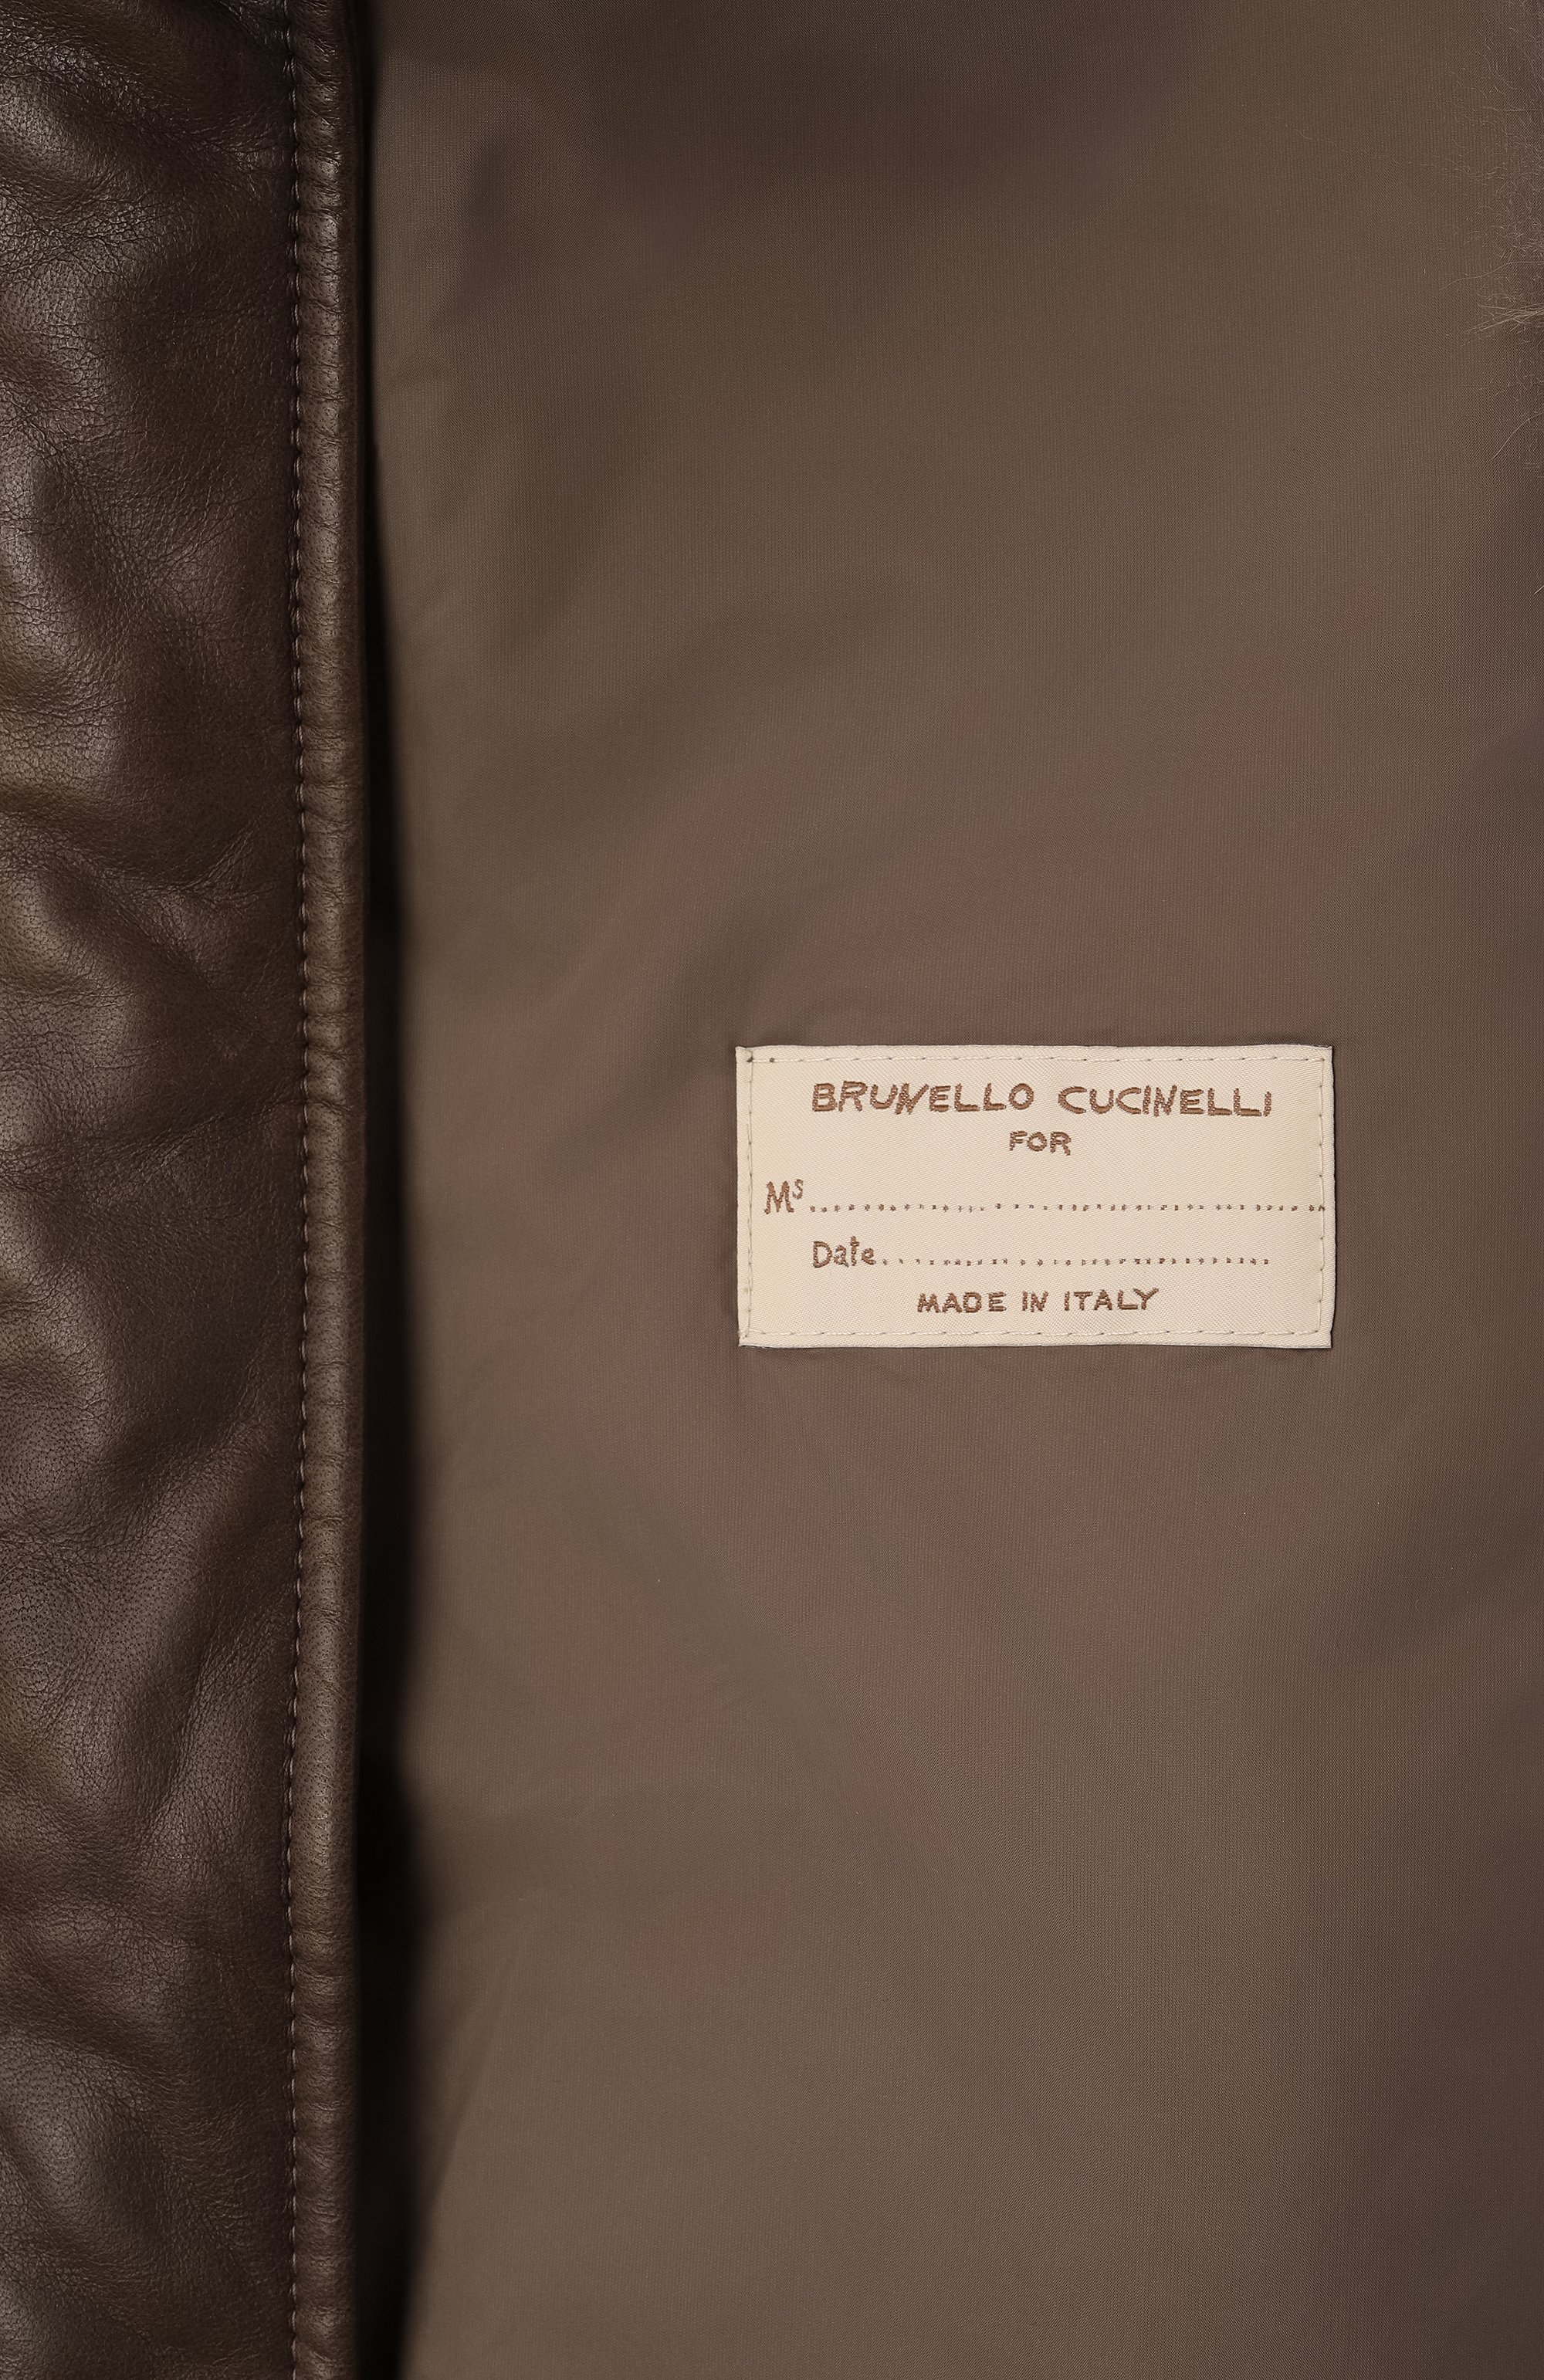 BRUNELLO CUCINELLI
FOR
Ms..............................................
Date..................................
MADE IN ITALY